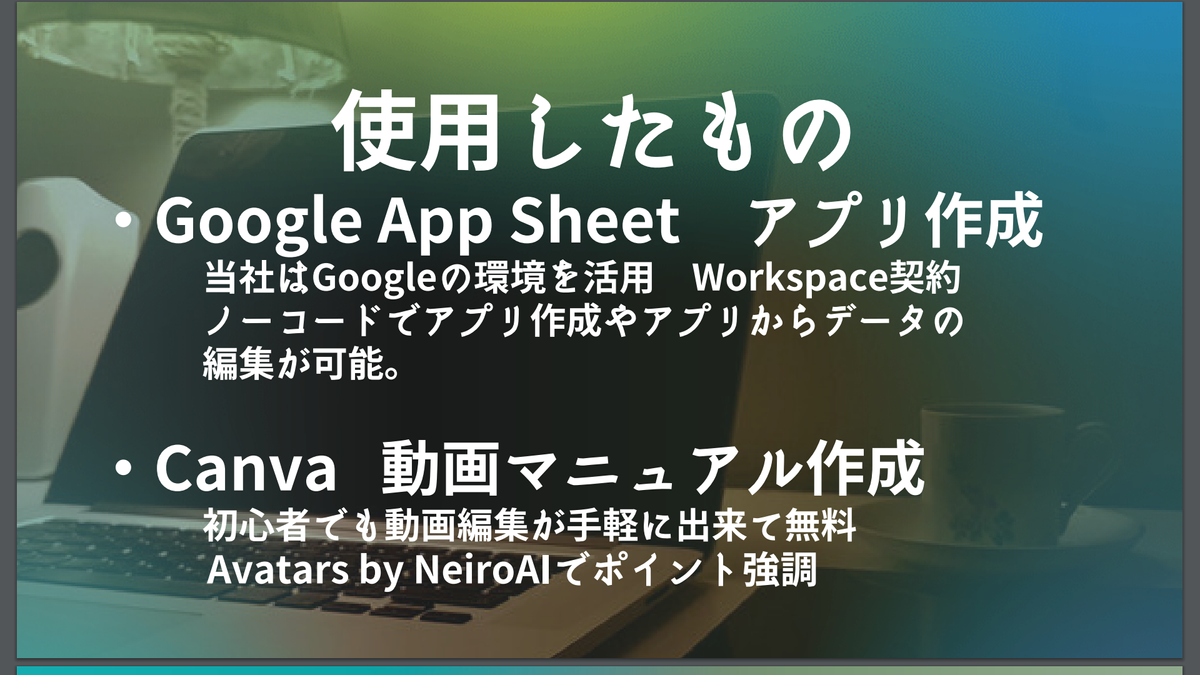 使用したもの
・Google App Sheet　アプリ作成
当社はGoogleの環境を活用　Workspace契約
ノーコードでアプリ作成やアプリからデータの
編集が可能。
・Canva  動画マニュアル作成
初心者でも動画編集が手軽に出来て無料
Avatars by NeiroAIでポイント強調